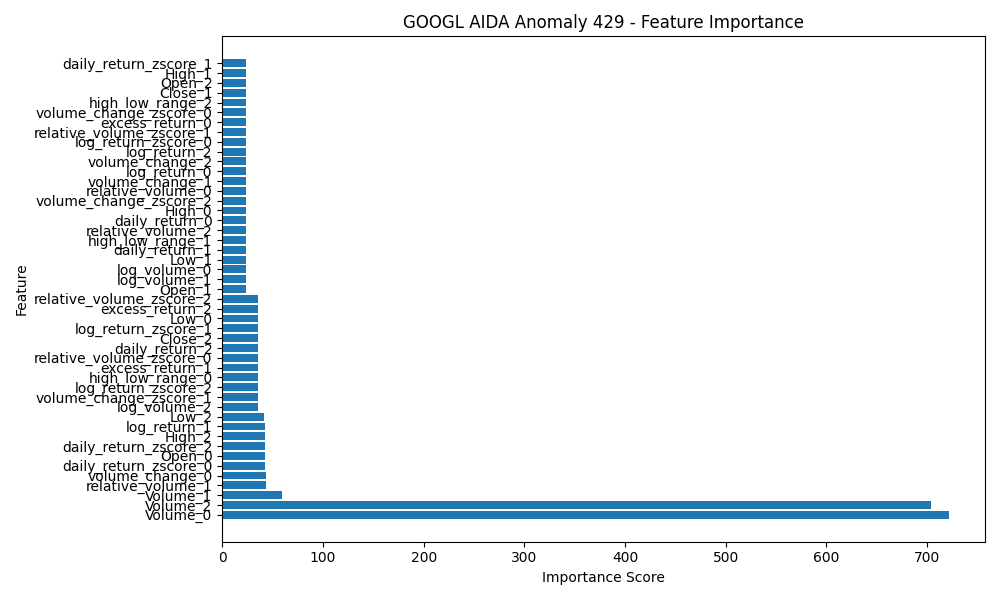 GOOGL AIDA Anomaly 429 - Feature Importance
daily_return_zscore_1
High_1
Open_2
Close_1
high_low_range_2
volume_change_zscore_0
excess_return_0
relative_volume_zscore_1
log_return_zscore_0
log_return_2
volume_change_2
log_return_0
volume_change_1
relative_volume_0
volume_change_zscore_2
High_0
daily_return_0
relative_volume_2
high_low_range_1
daily_return_1
Low_1
log_volume_0
log_volume_1
Open_1
relative_volume_zscore_2
excess_return_2
Low_0
log_return_zscore_1
Close_2
daily_return_2
relative_volume_zscore_0
excess_return_1
high_low_range_0
log_return_zscore_2
volume_change_zscore_1
log_volume_2
Low_2
log_return_1
High_2
daily_return_zscore_2
Open_0
daily_return_zscore_0
volume_change_0
relative_volume_1
Volume_1
Volume_2
Volume_0
Feature
0 100 200 300 400 500 600 700
Importance Score